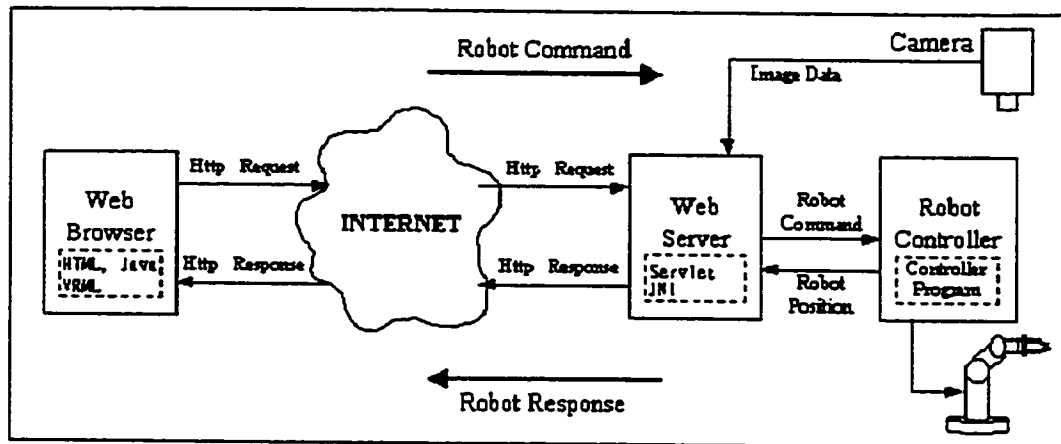 Robot Command
Camera
Image Data
Http Request
Http Request
Web
Browser
HTML, Java
VRML
INTERNET
Web
Server
Servlet
JNI
Robot
Command
Robot
Controller
Controller
Program
Http Response
Http Response
Robot
Position
Robot Response